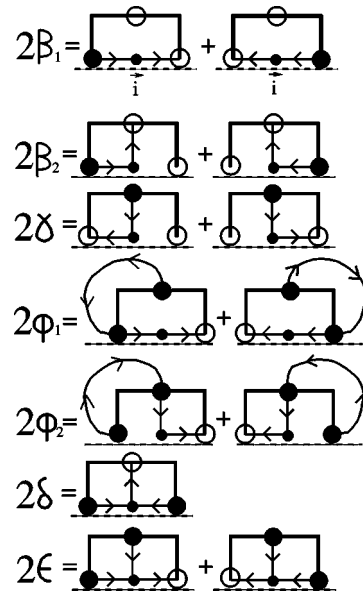 2β₁= +
i i
2β₂= +
2γ= +
2φ₁= +
2φ₂= +
2δ=
2ϵ= +